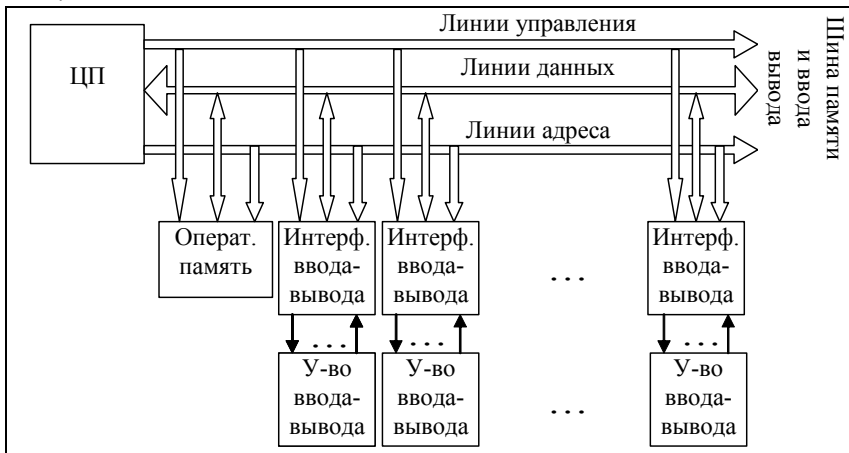 Линии управления
ЦП
Линии данных
Линии адреса
Шина памяти
и ввода
вывода
Операт.
память
Интерф.
ввода-
вывода
Интерф.
ввода-
вывода
. . .
Интерф.
ввода-
вывода
. . .
. . .
. . .
У-во
ввода-
вывода
У-во
ввода-
вывода
. . .
У-во
ввода-
вывода